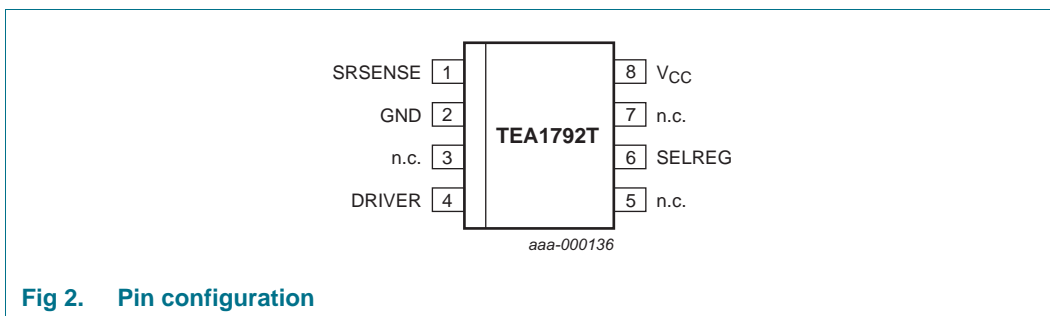 SRSENSE 1 8 VCC
GND 2 7 n.c.
TEA1792T
n.c. 3 6 SELREG
DRIVER 4 5 n.c.
aaa-000136
Fig 2. Pin configuration